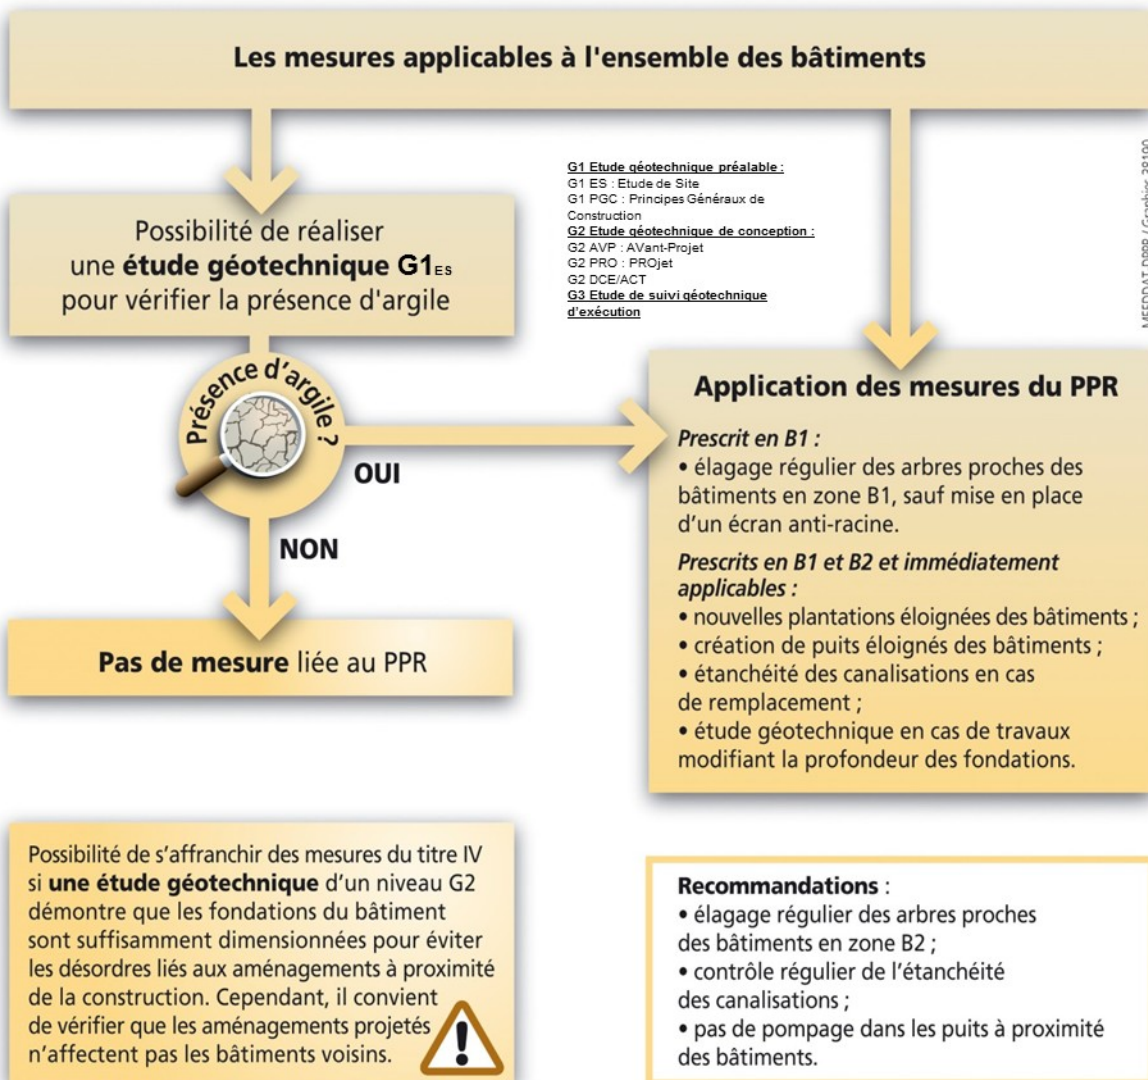 Les mesures applicables à l'ensemble des bâtiments
Possibilité de réaliser
une étude géotechnique G1ES
pour vérifier la présence d'argile
G1 Etude géotechnique préalable :
G1 ES : Etude de Site
G1 PGC : Principes Généraux de
Construction
G2 Etude géotechnique de conception :
G2 AVP : AVant-Projet
G2 PRO : PROjet
G2 DCE/ACT
G3 Etude de suivi géotechnique
d'exécution
Présence d'argile ?
OUI
NON
Pas de mesure liée au PPR
Application des mesures du PPR
Prescrit en B1 :
• élagage régulier des arbres proches des
bâtiments en zone B1, sauf mise en place
d'un écran anti-racine.
Prescrits en B1 et B2 et immédiatement
applicables :
• nouvelles plantations éloignées des bâtiments ;
• création de puits éloignés des bâtiments ;
• étanchéité des canalisations en cas
de remplacement ;
• étude géotechnique en cas de travaux
modifiant la profondeur des fondations.
Possibilité de s'affranchir des mesures du titre IV
si une étude géotechnique d'un niveau G2
démontre que les fondations du bâtiment
sont suffisamment dimensionnées pour éviter
les désordres liés aux aménagements à proximité
de la construction. Cependant, il convient
de vérifier que les aménagements projetés
n'affectent pas les bâtiments voisins.
!
Recommandations :
• élagage régulier des arbres proches
des bâtiments en zone B2 ;
• contrôle régulier de l'étanchéité
des canalisations ;
• pas de pompage dans les puits à proximité
des bâtiments.